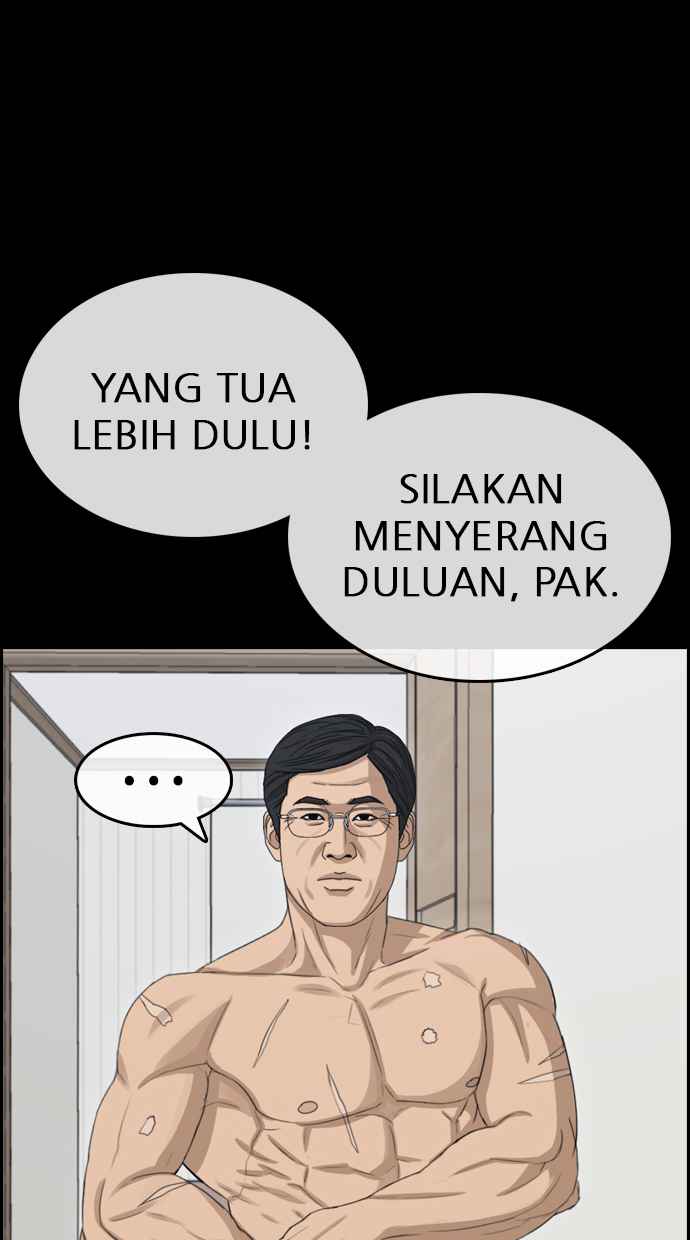 YANG TUA
LEBIH DULU!
SILAKAN
MENYERANG
DULUAN, PAK.
...